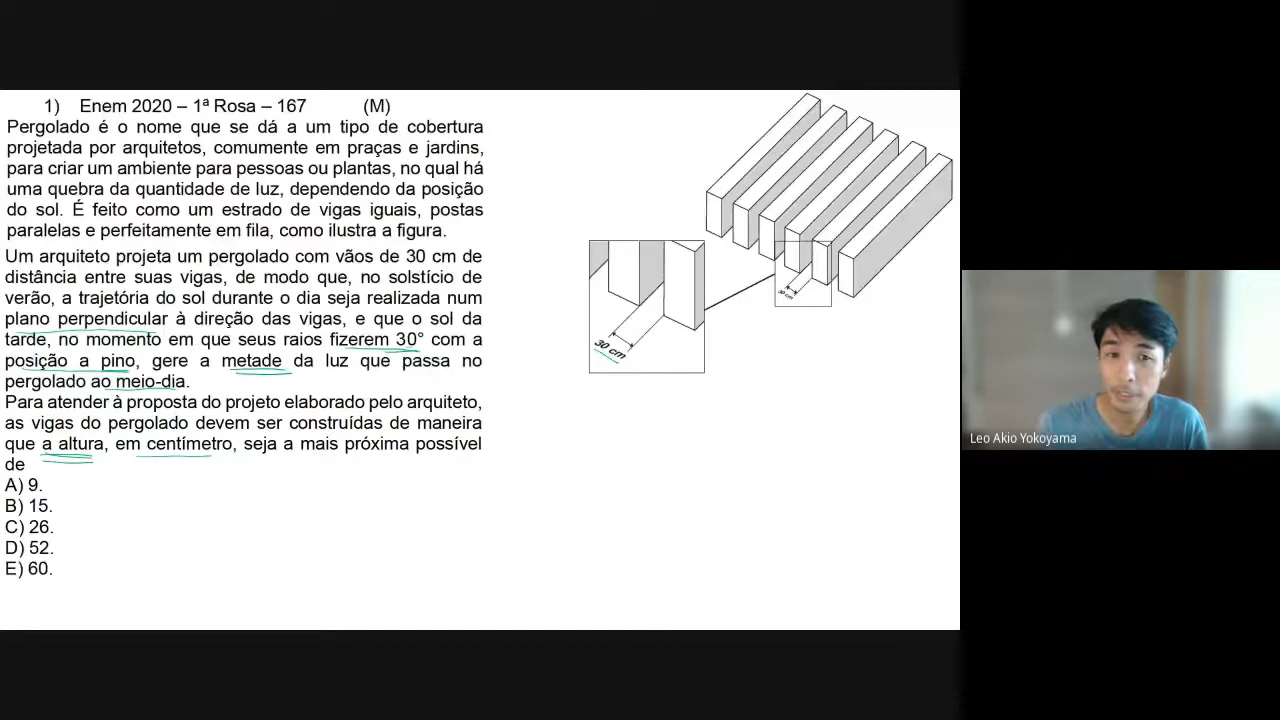 1) Enem 2020 – 1ª Rosa – 167 (M)
Pergolado é o nome que se dá a um tipo de cobertura
projetada por arquitetos, comumente em praças e jardins,
para criar um ambiente para pessoas ou plantas, no qual há
uma quebra da quantidade de luz, dependendo da posição
do sol. É feito como um estrado de vigas iguais, postas
paralelas e perfeitamente em fila, como ilustra a figura.
Um arquiteto projeta um pergolado com vãos de 30 cm de
distância entre suas vigas, de modo que, no solstício de
verão, a trajetória do sol durante o dia seja realizada num
plano perpendicular à direção das vigas, e que o sol da
tarde, no momento em que seus raios fizerem 30° com a
posição a pino, gere a metade da luz que passa no
pergolado ao meio-dia.
Para atender à proposta do projeto elaborado pelo arquiteto,
as vigas do pergolado devem ser construídas de maneira
que a altura, em centímetro, seja a mais próxima possível
de
A) 9.
B) 15.
C) 26.
D) 52.
E) 60.
30 cm
30 cm
Leo Akio Yokoyama